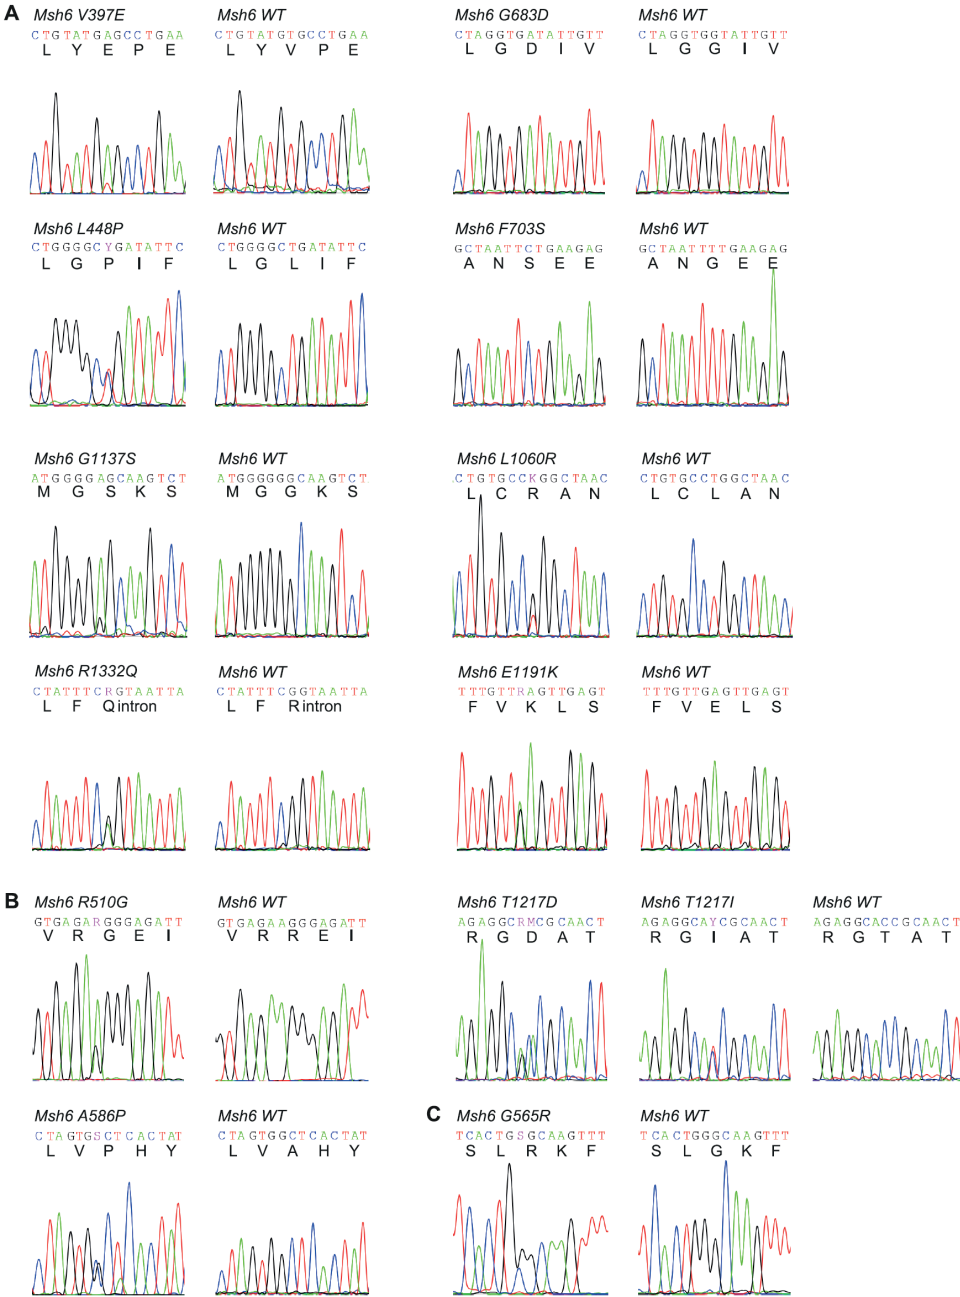 A
Msh6 V397E
CTGTATGAGCCTGAA
L Y E P E
Msh6 WT
CTGTATGTGCCTGAA
L Y V P E
Msh6 G683D
CTAGGTGATATTGTT
L G D I V
Msh6 WT
CTAGGTGGTATTGTT
L G G I V
Msh6 L448P
CTGGGGCYGATATTC
L G P I F
Msh6 WT
CTGGGGCTGATATTC
L G L I F
Msh6 F703S
GCTAATTCTGAAGAG
A N S E E
Msh6 WT
GCTAATTTTGAAGAG
A N G E E
Msh6 G1137S
ATGGGGAGCAAGTCT
M G S K S
Msh6 WT
ATGGGGGGCAAGTCT
M G G K S
Msh6 L1060R
CTGTGCCKGGCTAAC
L C R A N
Msh6 WT
CTGTGCCTGGCTAAC
L C L A N
Msh6 R1332Q
CTATTTCRGTAATTA
L F Q intron
Msh6 WT
CTATTTCGGTAATTA
L F R intron
Msh6 E1191K
TTTGTTRAGTTGAGT
F V K L S
Msh6 WT
TTTGTTGAGTTGAGT
F V E L S
B
Msh6 R510G
GTGAGARGGGAGATT
V R G E I
Msh6 WT
GTGAGAAGGGAGATT
V R R E I
Msh6 T1217D
AGAGGCRMCGCAACT
R G D A T
Msh6 T1217I
AGAGGCAYCGCAACT
R G I A T
Msh6 WT
AGAGGCACCGCAACT
R G T A T
Msh6 A586P
CTAGTGSCTCACTAT
L V P H Y
Msh6 WT
CTAGTGGCTCACTAT
L V A H Y
C
Msh6 G565R
TCACTGSGCAAGTTT
S L R K F
Msh6 WT
TCACTGGGCAAGTTT
S L G K F